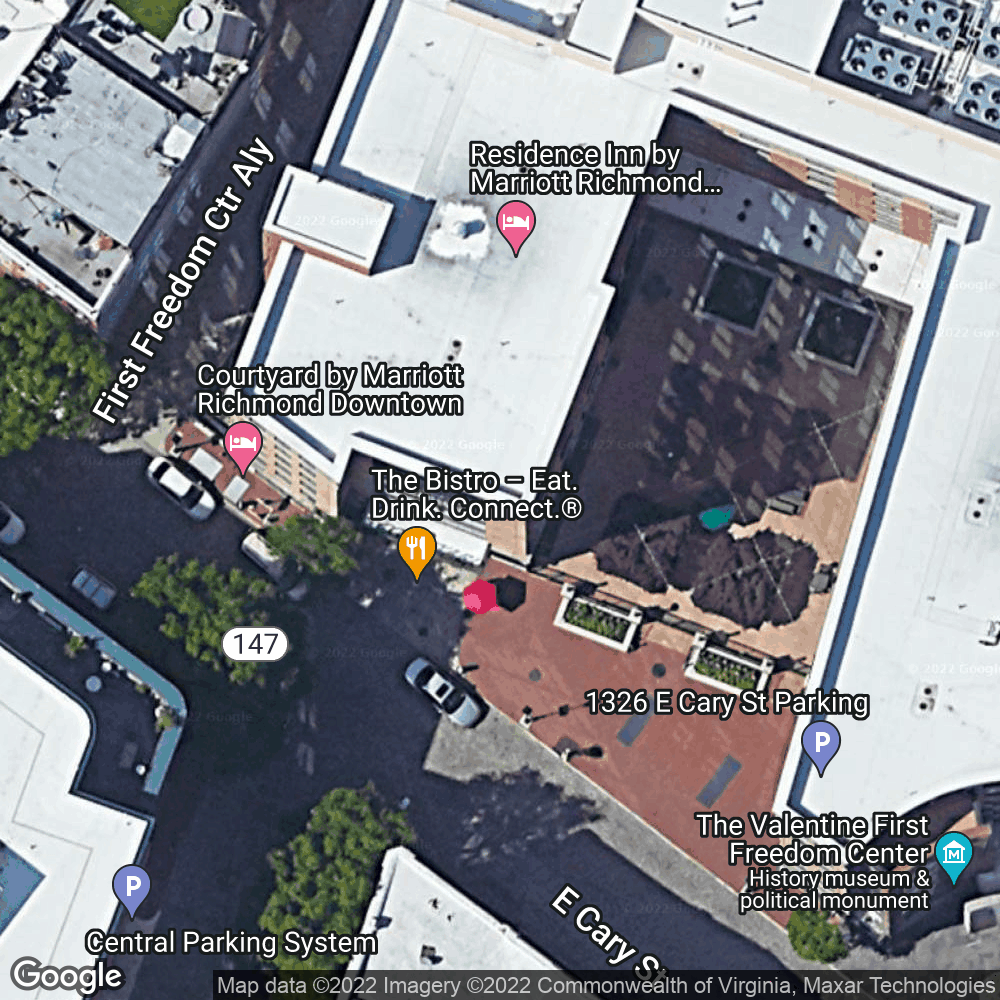 © 2022 Google
First Freedom Ctr Aly
Residence Inn by
Marriott Richmond...
Courtyard by Marriott
Richmond Downtown
The Bistro – Eat.
Drink. Connect.®
147
1326 E Cary St Parking
P
The Valentine First
Freedom Center
History museum &
political monument
M
P
Central Parking System
E Cary St
Google
Map data ©2022 Imagery ©2022 Commonwealth of Virginia, Maxar Technologies